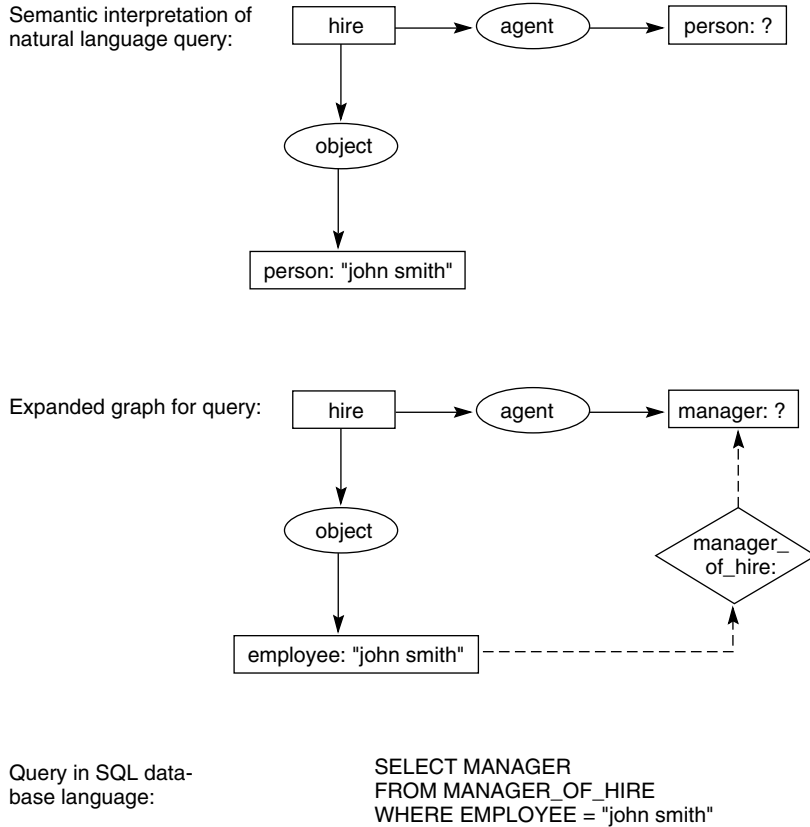 Semantic interpretation of
natural language query:
hire
agent
person: ?
object
person: "john smith"
Expanded graph for query:
hire
agent
manager: ?
object
manager_
of_hire:
employee: "john smith"
Query in SQL data-
base language:
SELECT MANAGER
FROM MANAGER_OF_HIRE
WHERE EMPLOYEE = "john smith"